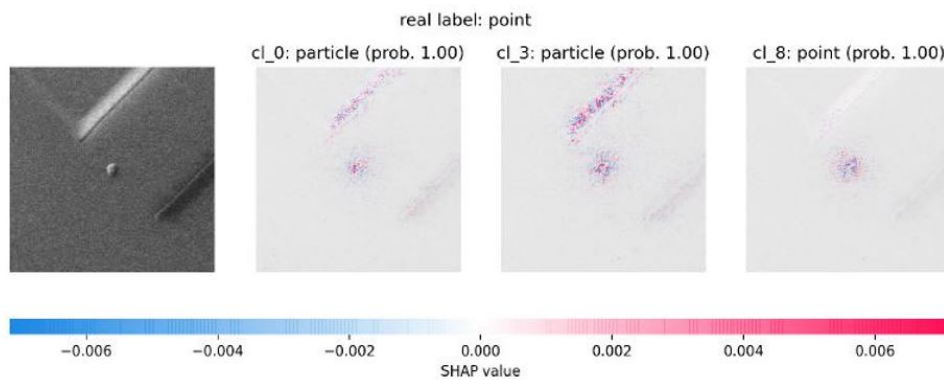 real label: point
cl_0: particle (prob. 1.00) cl_3: particle (prob. 1.00) cl_8: point (prob. 1.00)
−0.006 −0.004 −0.002 0.000 0.002 0.004 0.006
SHAP value